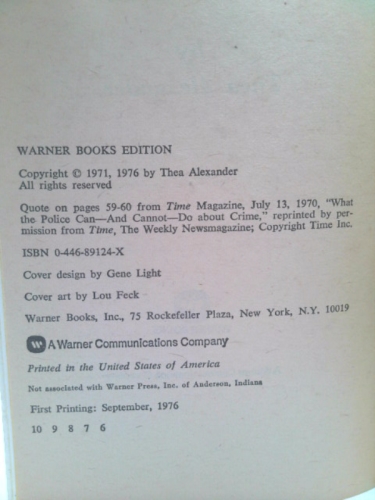 WARNER BOOKS EDITION
Copyright © 1971, 1976 by Thea Alexander
All rights reserved
Quote on pages 59-60 from Time Magazine, July 13, 1970, "What
the Police Can—And Cannot—Do about Crime," reprinted by per-
mission from Time, The Weekly Newsmagazine; Copyright Time Inc.
ISBN 0-446-89124-X
Cover design by Gene Light
Cover art by Lou Feck
Warner Books, Inc., 75 Rockefeller Plaza, New York, N.Y. 10019
A Warner Communications Company
Printed in the United States of America
Not associated with Warner Press, Inc. of Anderson, Indiana
First Printing: September, 1976
10 9 8 7 6